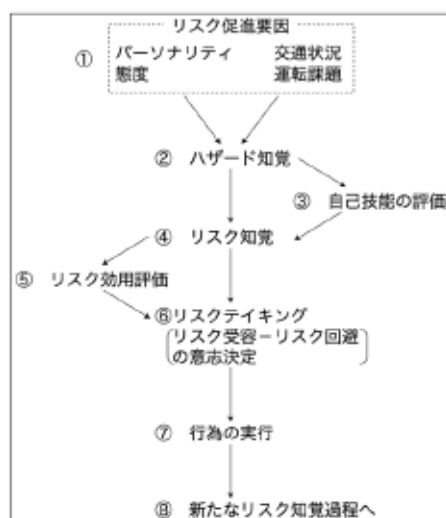 リスク促進要因
① パーソナリティ 交通状況
態度 運転課題
② ハザード知覚
③ 自己技能の評価
④ リスク知覚
⑤ リスク効用評価
⑥リスクテイキング
リスク受容－リスク回避
の意志決定
⑦ 行為の実行
⑧ 新たなリスク知覚過程へ